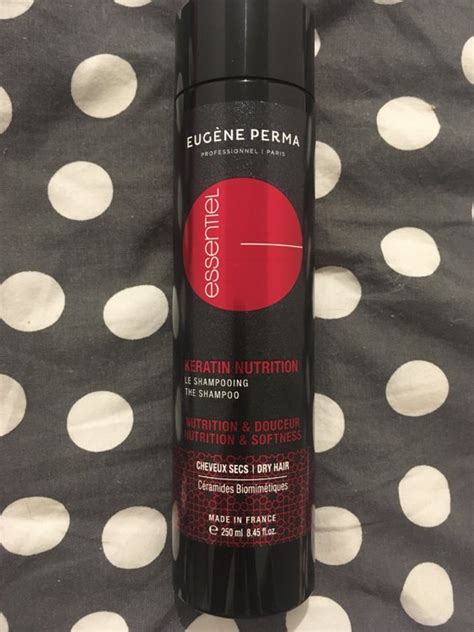 EUGÈNE PERMA
PROFESSIONNEL | PARIS
essentiel
KERATIN NUTRITION
LE SHAMPOOING
THE SHAMPOO
NUTRITION & DOUCEUR
NUTRITION & SOFTNESS
CHEVEUX SECS | DRY HAIR
Céramides Biomimétiques
MADE IN FRANCE
℮ 250 ml 8.45 fl.oz.